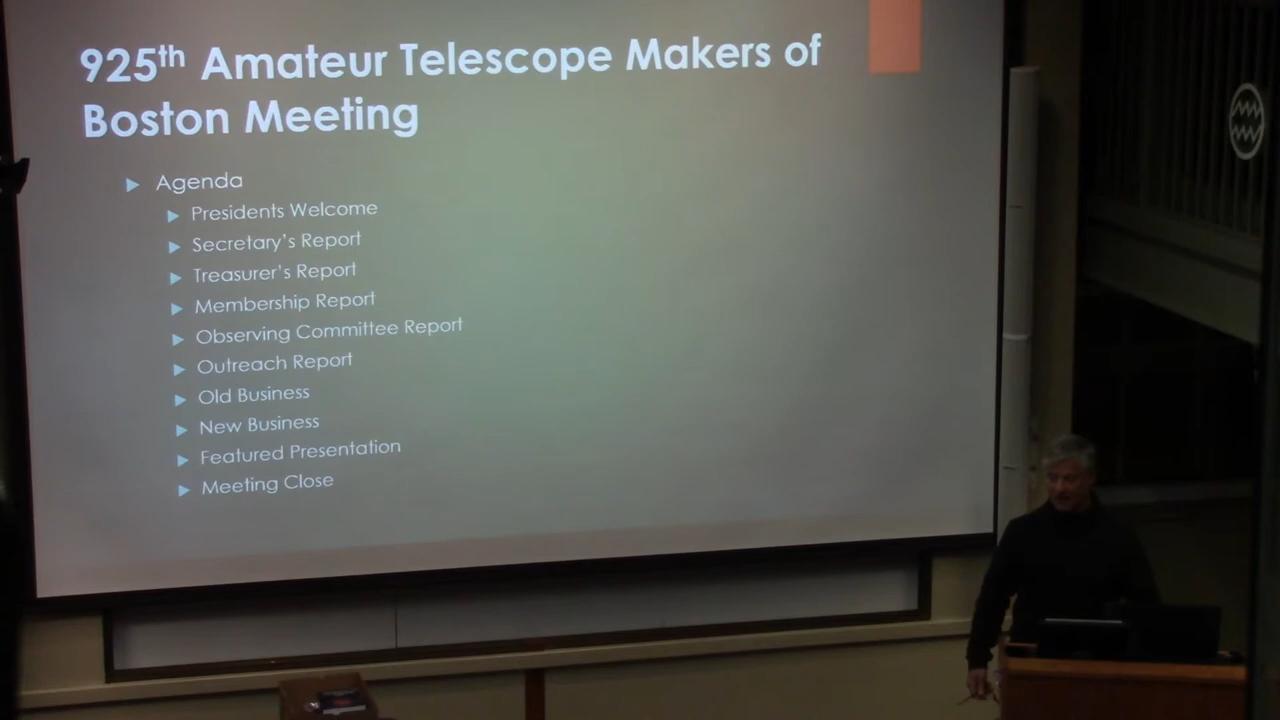 925th Amateur Telescope Makers of
Boston Meeting
Agenda
Presidents Welcome
Secretary's Report
Treasurer's Report
Membership Report
Observing Committee Report
Outreach Report
Old Business
New Business
Featured Presentation
Meeting Close